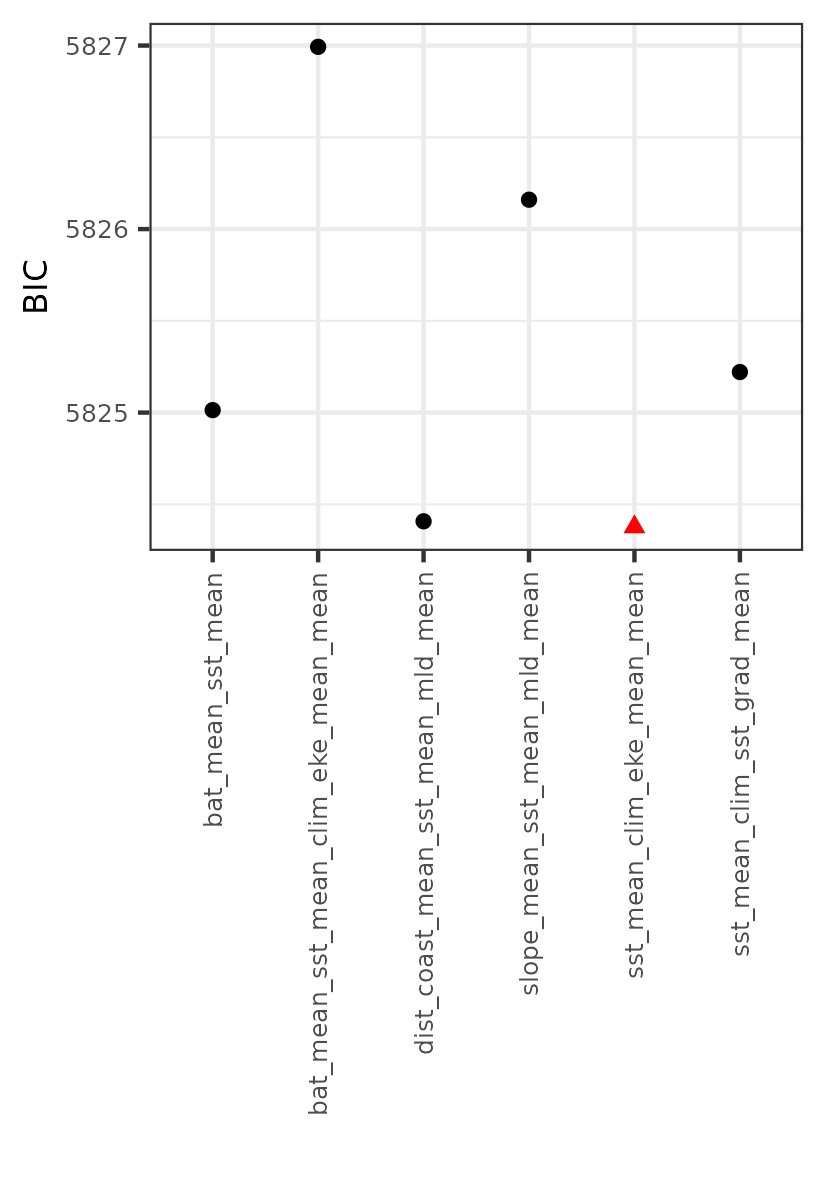 5827
5826
5825
BIC
bat_mean_sst_mean
bat_mean_sst_mean_clim_eke_mean_mean
dist_coast_mean_sst_mean_mld_mean
slope_mean_sst_mean_mld_mean
sst_mean_clim_eke_mean_mean
sst_mean_clim_sst_grad_mean